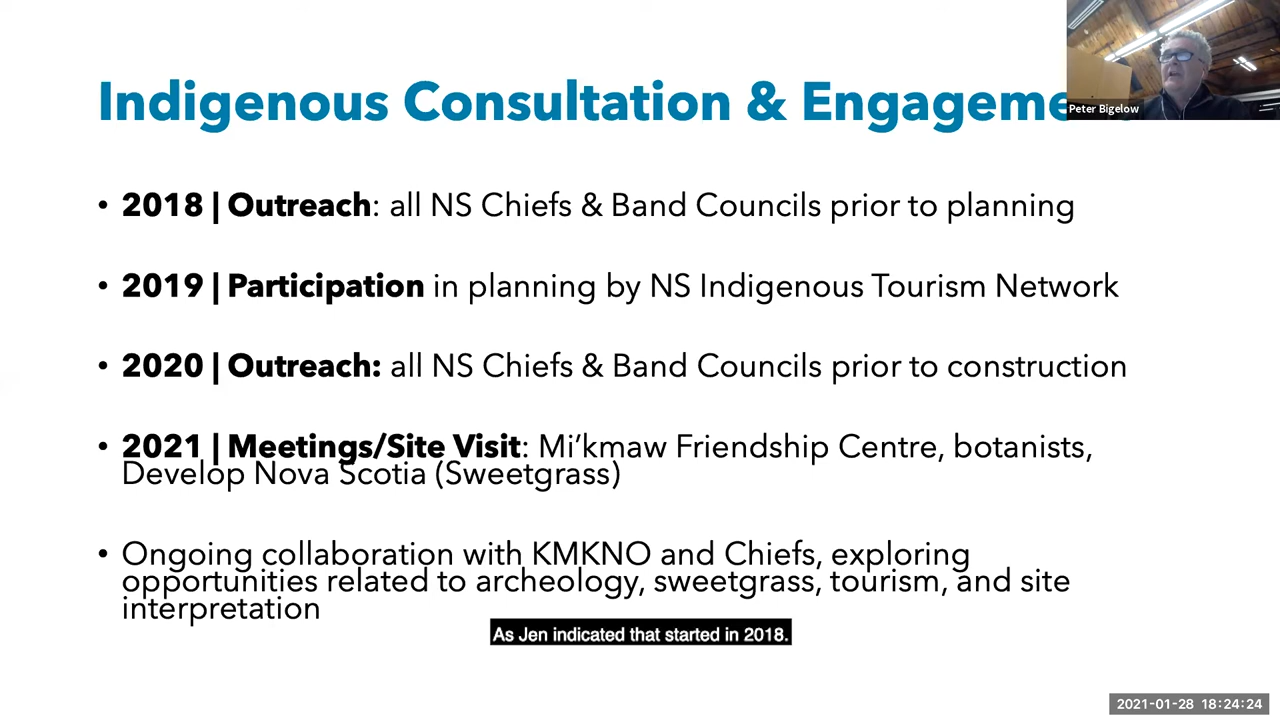 Indigenous Consultation & Engageme
Peter Bigelow
• 2018 | Outreach: all NS Chiefs & Band Councils prior to planning
• 2019 | Participation in planning by NS Indigenous Tourism Network
• 2020 | Outreach: all NS Chiefs & Band Councils prior to construction
• 2021 | Meetings/Site Visit: Mi’kmaw Friendship Centre, botanists,
Develop Nova Scotia (Sweetgrass)
• Ongoing collaboration with KMKNO and Chiefs, exploring
opportunities related to archeology, sweetgrass, tourism, and site
interpretation
As Jen indicated that started in 2018.
2021-01-28 18:24:24